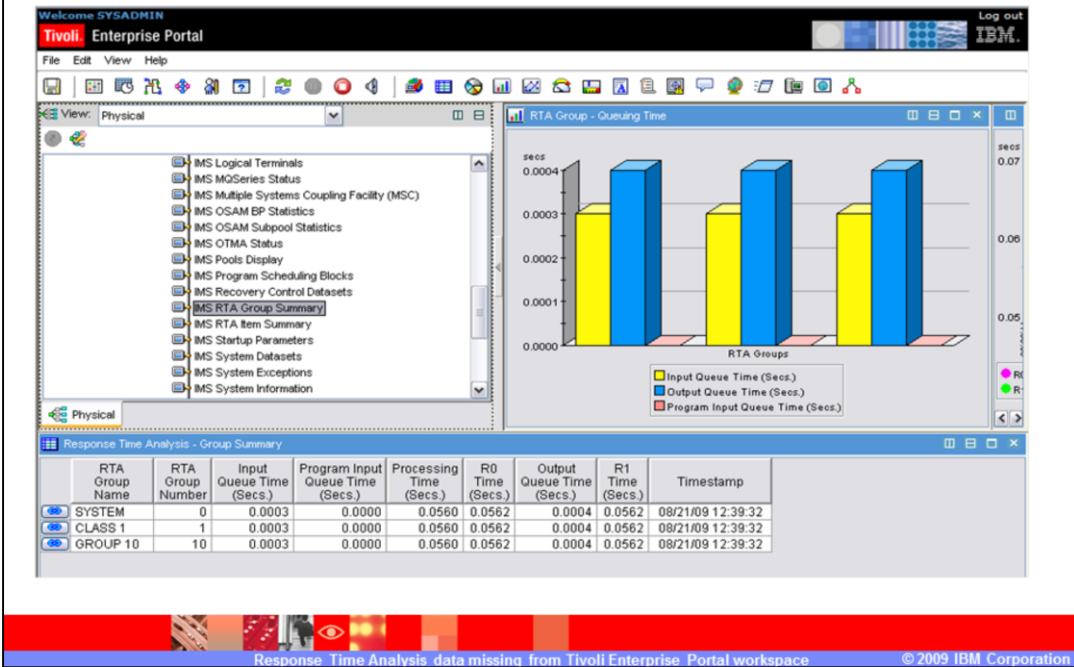 Welcome SYSADMIN
Log out
Tivoli. Enterprise Portal
IBM.
File Edit View Help
View: Physical
IMS Logical Terminals
IMS MQSeries Status
IMS Multiple Systems Coupling Facility (MSC)
IMS OSAM BP Statistics
IMS OSAM Subpool Statistics
IMS OTMA Status
IMS Pools Display
IMS Program Scheduling Blocks
IMS Recovery Control Datasets
IMS RTA Group Summary
IMS RTA Item Summary
IMS Startup Parameters
IMS System Datasets
IMS System Exceptions
IMS System Information
Physical
RTA Group - Queuing Time
secs
0.0004
0.0003
0.0002
0.0001
0.0000
RTA Groups
Input Queue Time (Secs.)
Output Queue Time (Secs.)
Program Input Queue Time (Secs.)
secs
0.07
0.06
0.05
Response Time Analysis - Group Summary
RTA Group Name RTA Group Number Input Queue Time (Secs.) Program Input Queue Time (Secs.) Processing Time (Secs.) R0 Time (Secs.) Output Queue Time (Secs.) R1 Time (Secs.) Timestamp
SYSTEM 0 0.0003 0.0000 0.0560 0.0562 0.0004 0.0562 08/21/09 12:39:32
CLASS 1 1 0.0003 0.0000 0.0560 0.0562 0.0004 0.0562 08/21/09 12:39:32
GROUP 10 10 0.0003 0.0000 0.0560 0.0562 0.0004 0.0562 08/21/09 12:39:32
Response Time Analysis data missing from Tivoli Enterprise Portal workspace
© 2009 IBM Corporation